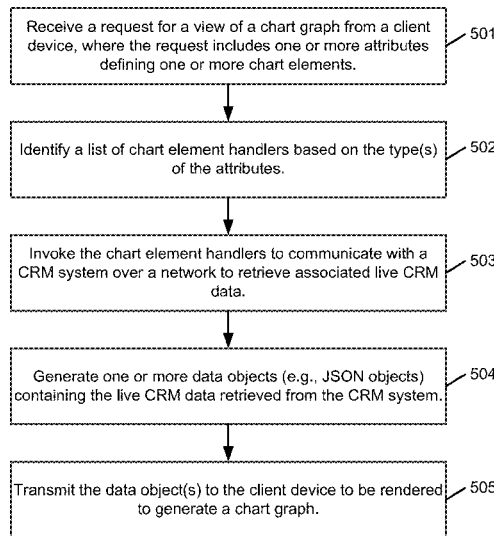 Receive a request for a view of a chart graph from a client
device, where the request includes one or more attributes
defining one or more chart elements.
501
Identify a list of chart element handlers based on the type(s)
of the attributes.
502
Invoke the chart element handlers to communicate with a
CRM system over a network to retrieve associated live CRM
data.
503
Generate one or more data objects (e.g., JSON objects)
containing the live CRM data retrieved from the CRM system.
504
Transmit the data object(s) to the client device to be rendered
to generate a chart graph.
505